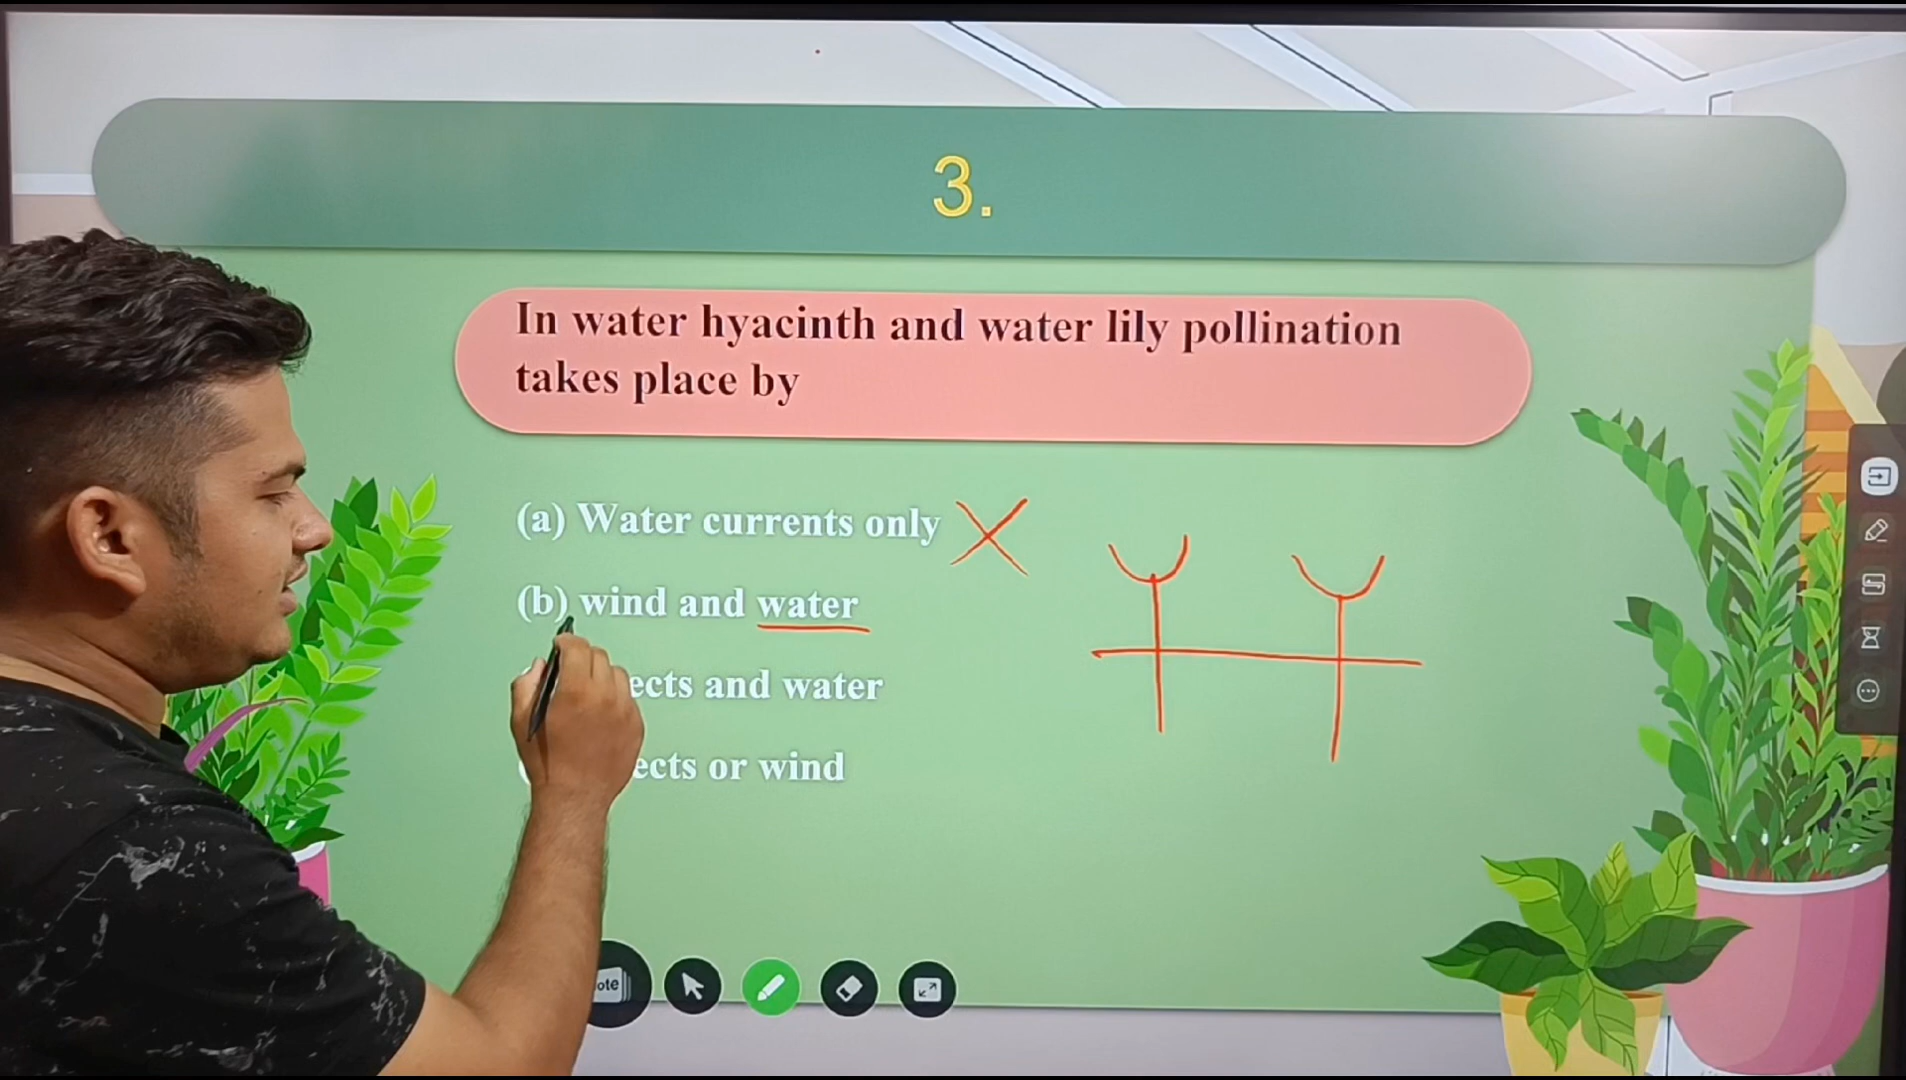 3.
In water hyacinth and water lily pollination
takes place by
(a) Water currents only
(b) wind and water
ects and water
ects or wind
ote